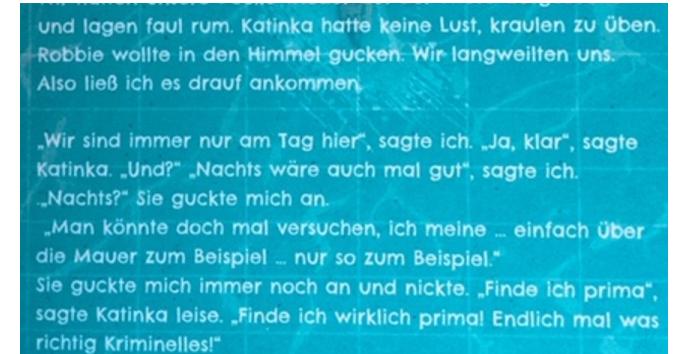 und lagen faul rum. Katinka hatte keine Lust, kraulen zu üben.
Robbie wollte in den Himmel gucken. Wir langweilten uns.
Also ließ ich es drauf ankommen.
„Wir sind immer nur am Tag hier“, sagte ich. „Ja, klar“, sagte
Katinka. „Und?“ „Nachts wäre auch mal gut“, sagte ich.
„Nachts?“ Sie guckte mich an.
„Man könnte doch mal versuchen, ich meine ... einfach über
die Mauer zum Beispiel ... nur so zum Beispiel.“
Sie guckte mich immer noch an und nickte. „Finde ich prima“,
sagte Katinka leise. „Finde ich wirklich prima! Endlich mal was
richtig Kriminelles!“